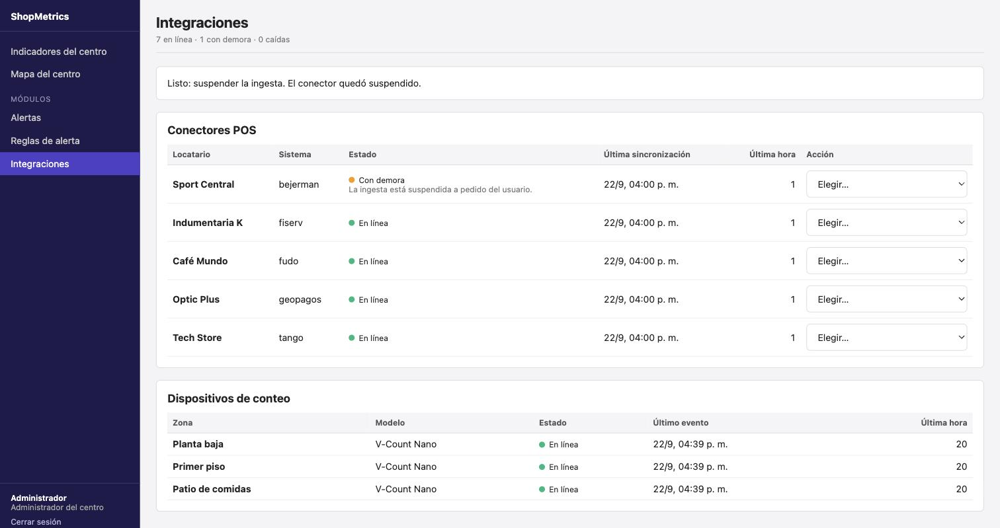 ShopMetrics
Indicadores del centro
Mapa del centro
MÓDULOS
Alertas
Reglas de alerta
Integraciones
Administrador
Administrador del centro
Cerrar sesión
Integraciones
7 en línea · 1 con demora · 0 caídas
Listo: suspender la ingesta. El conector quedó suspendido.
Conectores POS
Locatario Sistema Estado Última sincronización Última hora Acción
Sport Central bejerman Con demora 22/9, 04:00 p. m. 1 Elegir...
La ingesta está suspendida a pedido del usuario.
Indumentaria K fiserv En línea 22/9, 04:00 p. m. 1 Elegir...
Café Mundo fudo En línea 22/9, 04:00 p. m. 1 Elegir...
Optic Plus geopagos En línea 22/9, 04:00 p. m. 1 Elegir...
Tech Store tango En línea 22/9, 04:00 p. m. 1 Elegir...
Dispositivos de conteo
Zona Modelo Estado Último evento Última hora
Planta baja V-Count Nano En línea 22/9, 04:39 p. m. 20
Primer piso V-Count Nano En línea 22/9, 04:39 p. m. 20
Patio de comidas V-Count Nano En línea 22/9, 04:39 p. m. 20